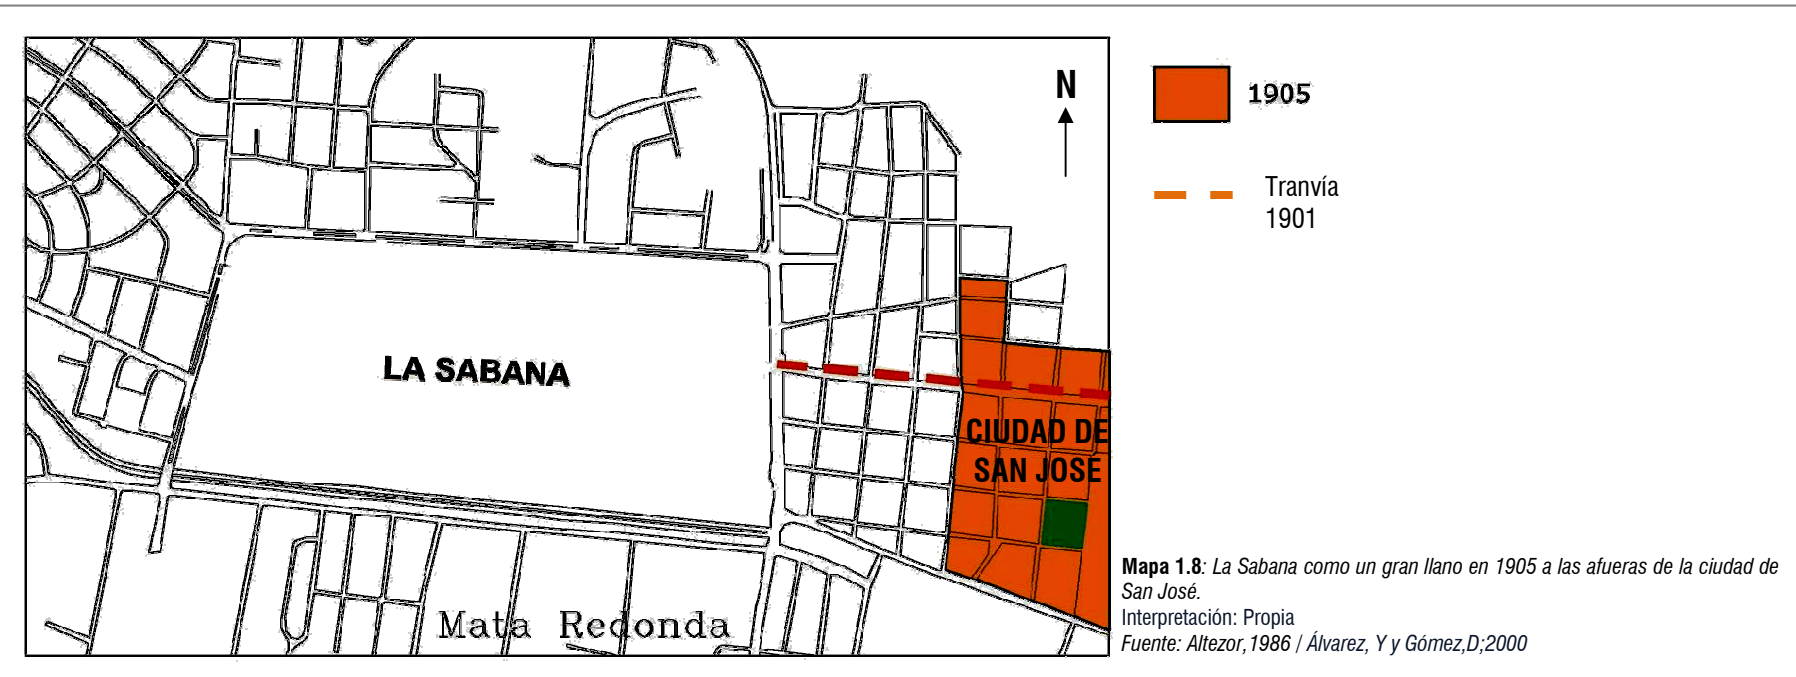 N
1905
Tranvía
1901
LA SABANA
CIUDAD DE
SAN JOSÉ
Mata Redonda
Mapa 1.8: La Sabana como un gran llano en 1905 a las afueras de la ciudad de
San José.
Interpretación: Propia
Fuente: Altezor,1986 / Álvarez, Y y Gómez,D;2000